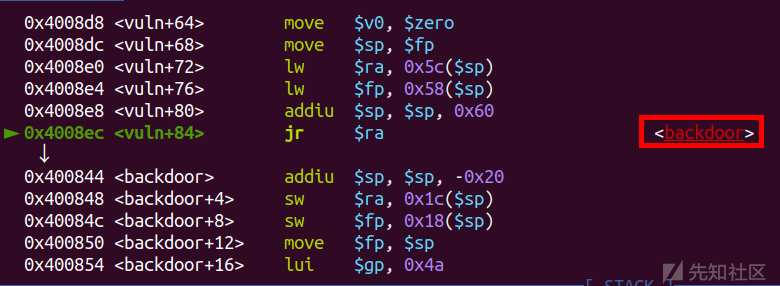 0x4008d8 <vuln+64> move $v0, $zero
0x4008dc <vuln+68> move $sp, $fp
0x4008e0 <vuln+72> lw $ra, 0x5c($sp)
0x4008e4 <vuln+76> lw $fp, 0x58($sp)
0x4008e8 <vuln+80> addiu $sp, $sp, 0x60
► 0x4008ec <vuln+84> jr $ra <backdoor>
↓
0x400844 <backdoor> addiu $sp, $sp, -0x20
0x400848 <backdoor+4> sw $ra, 0x1c($sp)
0x40084c <backdoor+8> sw $fp, 0x18($sp)
0x400850 <backdoor+12> move $fp, $sp
0x400854 <backdoor+16> lui $gp, 0x4a
[ STACK ]
先知社区